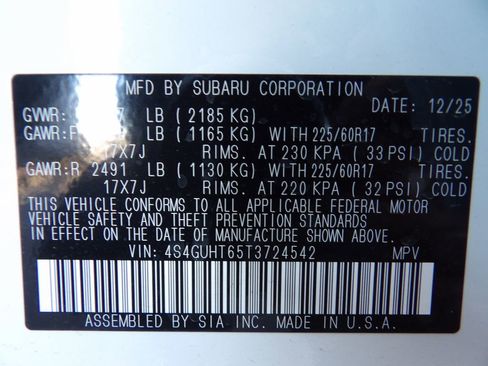 MFD BY SUBARU CORPORATION
DATE: 12/25
GVWR: LB (2185 KG)
GAWR:F LB (1165 KG) WITH 225/60R17 TIRES.
17X7J RIMS. AT 230 KPA (33 PSI) COLD
GAWR:R 2491 LB (1130 KG) WITH 225/60R17 TIRES.
17X7J RIMS. AT 220 KPA (32 PSI) COLD
THIS VEHICLE CONFORMS TO ALL APPLICABLE FEDERAL MOTOR
VEHICLE SAFETY AND THEFT PREVENTION STANDARDS
IN EFFECT ON THE DATE OF MANUFACTURE SHOWN ABOVE.
VIN: 4S4GUHT65T3724542 MPV
ASSEMBLED BY SIA INC. MADE IN U.S.A.